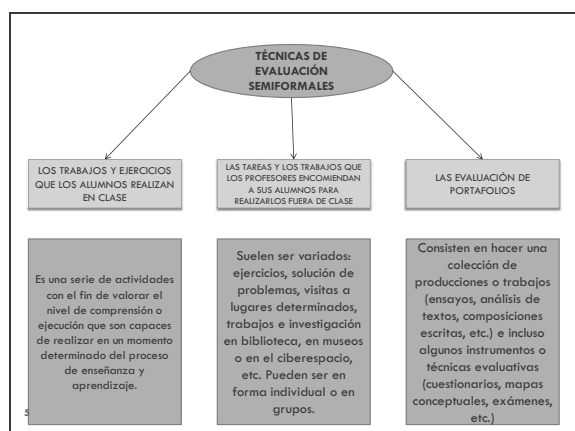 TÉCNICAS DE
EVALUACIÓN
SEMIFORMALES
LOS TRABAJOS Y EJERCICIOS
QUE LOS ALUMNOS REALIZAN
EN CLASE
LAS TAREAS Y LOS TRABAJOS QUE
LOS PROFESORES ENCOMIENDAN
A SUS ALUMNOS PARA
REALIZARLOS FUERA DE CLASE
LAS EVALUACIÓN DE
PORTAFOLIOS
Es una serie de actividades
con el fin de valorar el
nivel de comprensión o
ejecución que son capaces
de realizar en un momento
determinado del proceso
de enseñanza y
aprendizaje.
Suelen ser variados:
ejercicios, solución de
problemas, visitas a
lugares determinados,
trabajos e investigación
en biblioteca, en museos
o en el ciberespacio,
etc. Pueden ser en
forma individual o en
grupos.
Consisten en hacer una
colección de
producciones o trabajos
(ensayos, análisis de
textos, composiciones
escritas, etc.) e incluso
algunos instrumentos o
técnicas evaluativas
(cuestionarios, mapas
conceptuales, exámenes,
etc.)
5